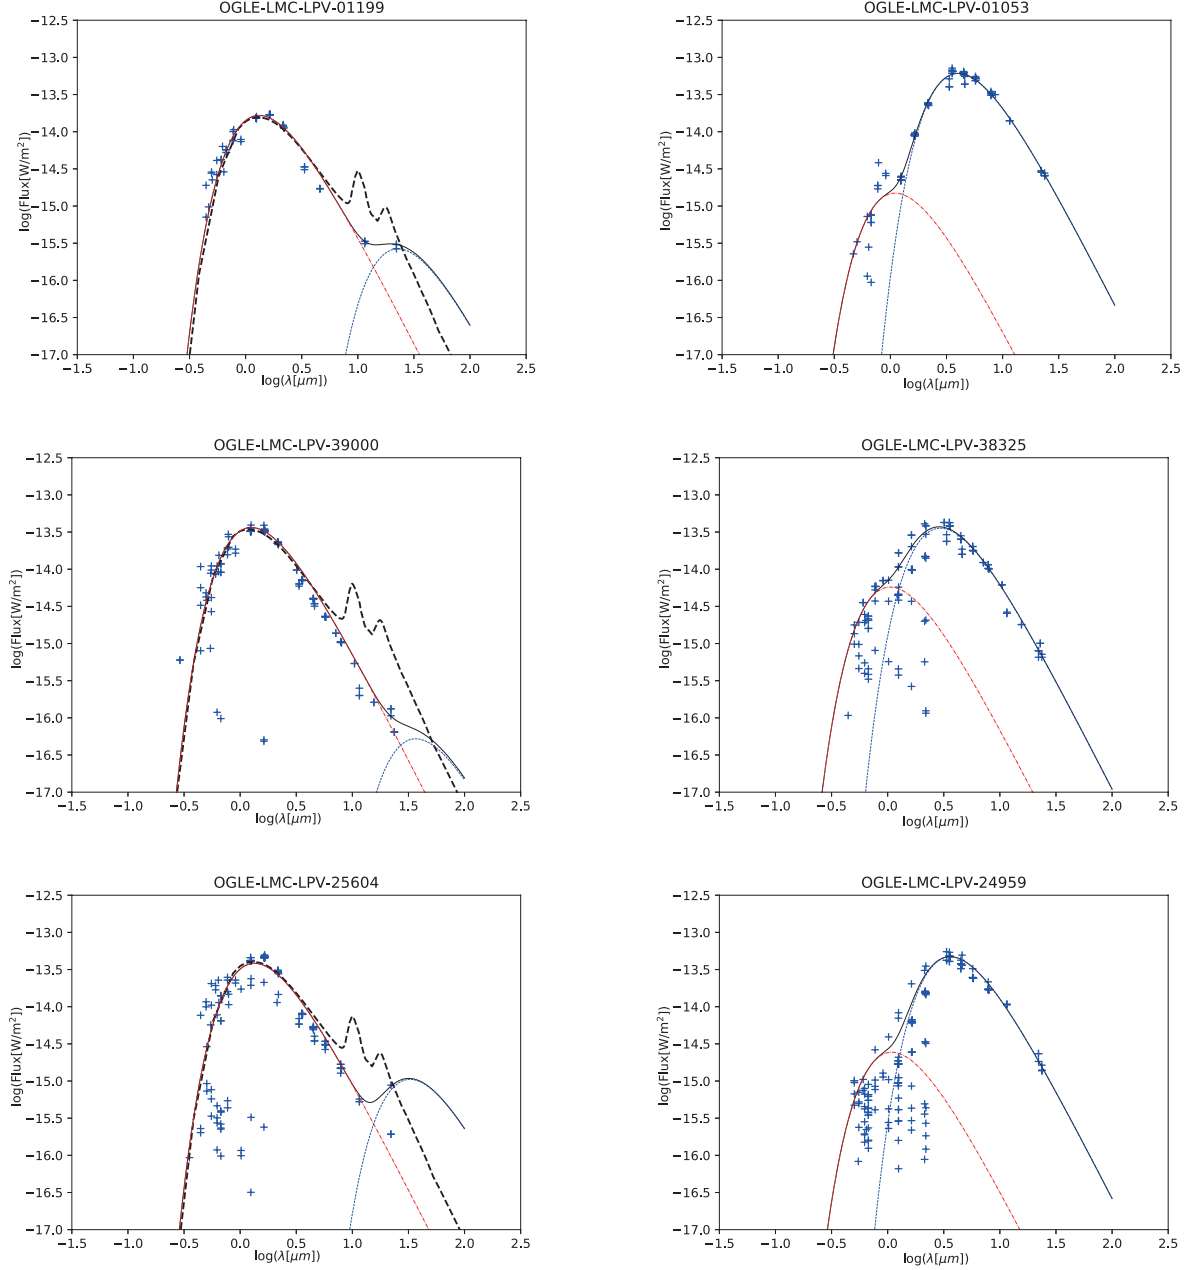 OGLE-LMC-LPV-01199
−12.5
−13.0
−13.5
−14.0
−14.5
−15.0
−15.5
−16.0
−16.5
−17.0
log(Flux[W/m²])
−1.5 −1.0 −0.5 0.0 0.5 1.0 1.5 2.0 2.5
log(λ[μm])
OGLE-LMC-LPV-01053
−12.5
−13.0
−13.5
−14.0
−14.5
−15.0
−15.5
−16.0
−16.5
−17.0
log(Flux[W/m²])
−1.5 −1.0 −0.5 0.0 0.5 1.0 1.5 2.0 2.5
log(λ[μm])
OGLE-LMC-LPV-39000
−12.5
−13.0
−13.5
−14.0
−14.5
−15.0
−15.5
−16.0
−16.5
−17.0
log(Flux[W/m²])
−1.5 −1.0 −0.5 0.0 0.5 1.0 1.5 2.0 2.5
log(λ[μm])
OGLE-LMC-LPV-38325
−12.5
−13.0
−13.5
−14.0
−14.5
−15.0
−15.5
−16.0
−16.5
−17.0
log(Flux[W/m²])
−1.5 −1.0 −0.5 0.0 0.5 1.0 1.5 2.0 2.5
log(λ[μm])
OGLE-LMC-LPV-25604
−12.5
−13.0
−13.5
−14.0
−14.5
−15.0
−15.5
−16.0
−16.5
−17.0
log(Flux[W/m²])
−1.5 −1.0 −0.5 0.0 0.5 1.0 1.5 2.0 2.5
log(λ[μm])
OGLE-LMC-LPV-24959
−12.5
−13.0
−13.5
−14.0
−14.5
−15.0
−15.5
−16.0
−16.5
−17.0
log(Flux[W/m²])
−1.5 −1.0 −0.5 0.0 0.5 1.0 1.5 2.0 2.5
log(λ[μm])